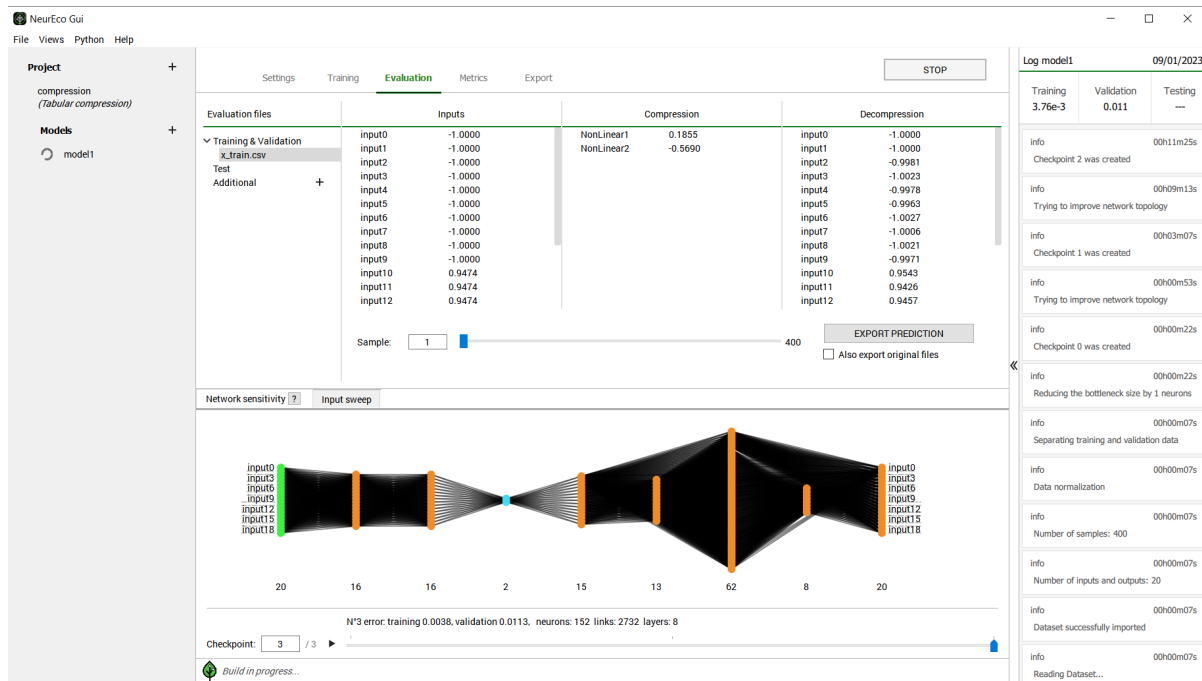 NeurEco Gui
File Views Python Help
Project +
compression
(Tabular compression)
Models +
model1
Settings Training Evaluation Metrics Export
STOP
Evaluation files
Training & Validation
x_train.csv
Test
Additional +
Inputs
input0 -1.0000
input1 -1.0000
input2 -1.0000
input3 -1.0000
input4 -1.0000
input5 -1.0000
input6 -1.0000
input7 -1.0000
input8 -1.0000
input9 -1.0000
input10 0.9474
input11 0.9474
input12 0.9474
Compression
NonLinear1 0.1855
NonLinear2 -0.5690
Decompression
input0 -1.0000
input1 -1.0000
input2 -0.9981
input3 -1.0023
input4 -0.9978
input5 -0.9963
input6 -1.0027
input7 -1.0006
input8 -1.0021
input9 -0.9971
input10 0.9543
input11 0.9426
input12 0.9457
Sample: 1 400
EXPORT PREDICTION
Also export original files
Network sensitivity ? Input sweep
input0
input3
input6
input9
input12
input15
input18
input0
input3
input6
input9
input12
input15
input18
20 16 16 2 15 13 62 8 20
N°3 error: training 0.0038, validation 0.0113, neurons: 152 links: 2732 layers: 8
Checkpoint: 3 / 3
Build in progress...
«
Log model1 09/01/2023
Training Validation Testing
3.76e-3 0.011 ---
info 00h11m25s
Checkpoint 2 was created
info 00h09m13s
Trying to improve network topology
info 00h03m07s
Checkpoint 1 was created
info 00h00m53s
Trying to improve network topology
info 00h00m22s
Checkpoint 0 was created
info 00h00m22s
Reducing the bottleneck size by 1 neurons
info 00h00m07s
Separating training and validation data
info 00h00m07s
Data normalization
info 00h00m07s
Number of samples: 400
info 00h00m07s
Number of inputs and outputs: 20
info 00h00m07s
Dataset successfully imported
info 00h00m07s
Reading Dataset...